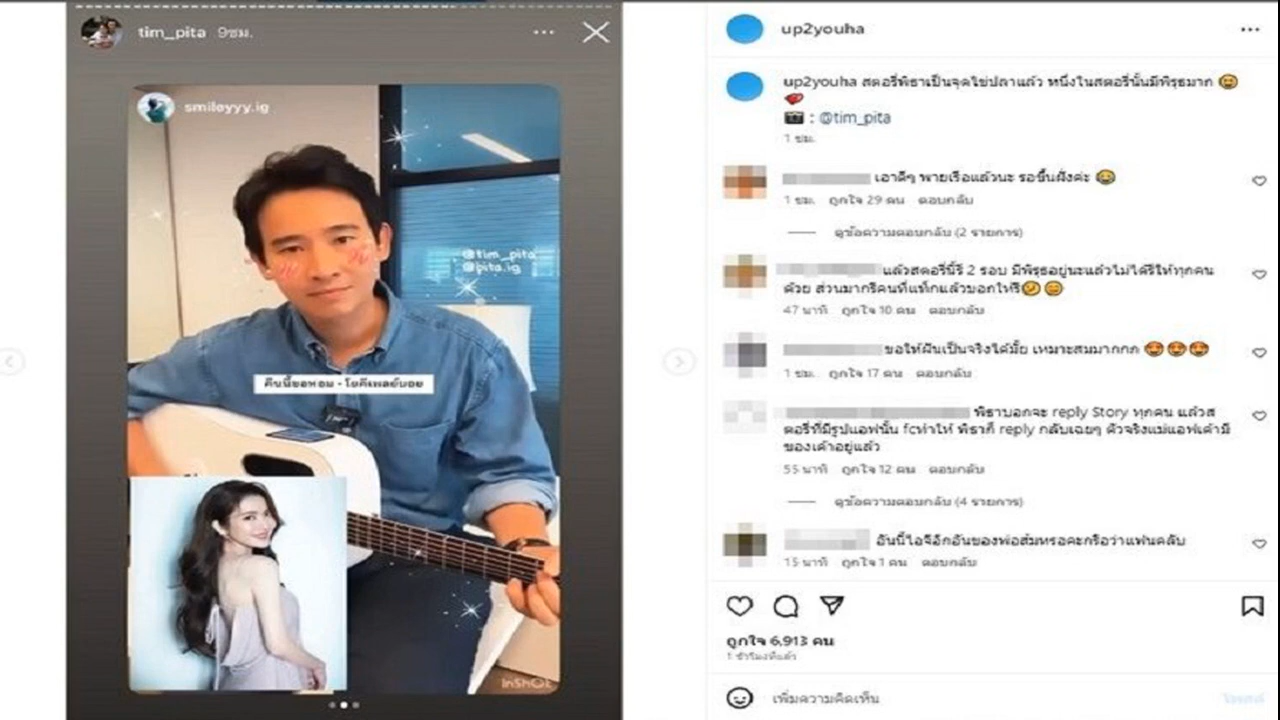 tim_pita 9ชม.
smileyyy.ig
@tim_pita
@pita.ig
คืนนี้ขอหอม - โยคีเพลย์บอย
InShOt
up2youha
up2youha สตอรี่พิธาเป็นจุดไข่ปลาแล้ว หนึ่งในสตอรี่นั้นมีพิรุธมาก 😄
💕
📷 : @tim_pita
1 ชม.
เอาดีๆ พายเรือแล้วนะ รอขึ้นฝั่งค่ะ 😂
1 ชม. ถูกใจ 29 คน ตอบกลับ
ดูข้อความตอบกลับ (2 รายการ)
แล้วสตอรี่นี้รี 2 รอบ มีพิรุธอยู่นะแล้วไม่ได้รีให้ทุกคน
ด้วย ส่วนมากรีคนที่แท็กแล้วบอกให้รี🤣😄
47 นาที ถูกใจ 10 คน ตอบกลับ
ขอให้ฝันเป็นจริงได้มั้ย เหมาะสมมากกก 😍😍😍
1 ชม. ถูกใจ 17 คน ตอบกลับ
พิธาบอกจะ reply Story ทุกคน แล้วส
ตอรี่ที่มีรูปแอฟนั้น fcทำให้ พิธาก็ reply กลับเฉยๆ ตัวจริงแม่แอฟเค้ามี
ของเค้าอยู่แล้ว
55 นาที ถูกใจ 12 คน ตอบกลับ
ดูข้อความตอบกลับ (4 รายการ)
อันนี้ไอจีอีกอันของพ่อส้มหรอคะกรือว่าแฟนคลับ
15 นาที ถูกใจ 1 คน ตอบกลับ
ถูกใจ 6,913 คน
1 ชั่วโมงที่แล้ว
เพิ่มความคิดเห็น
โพสต์